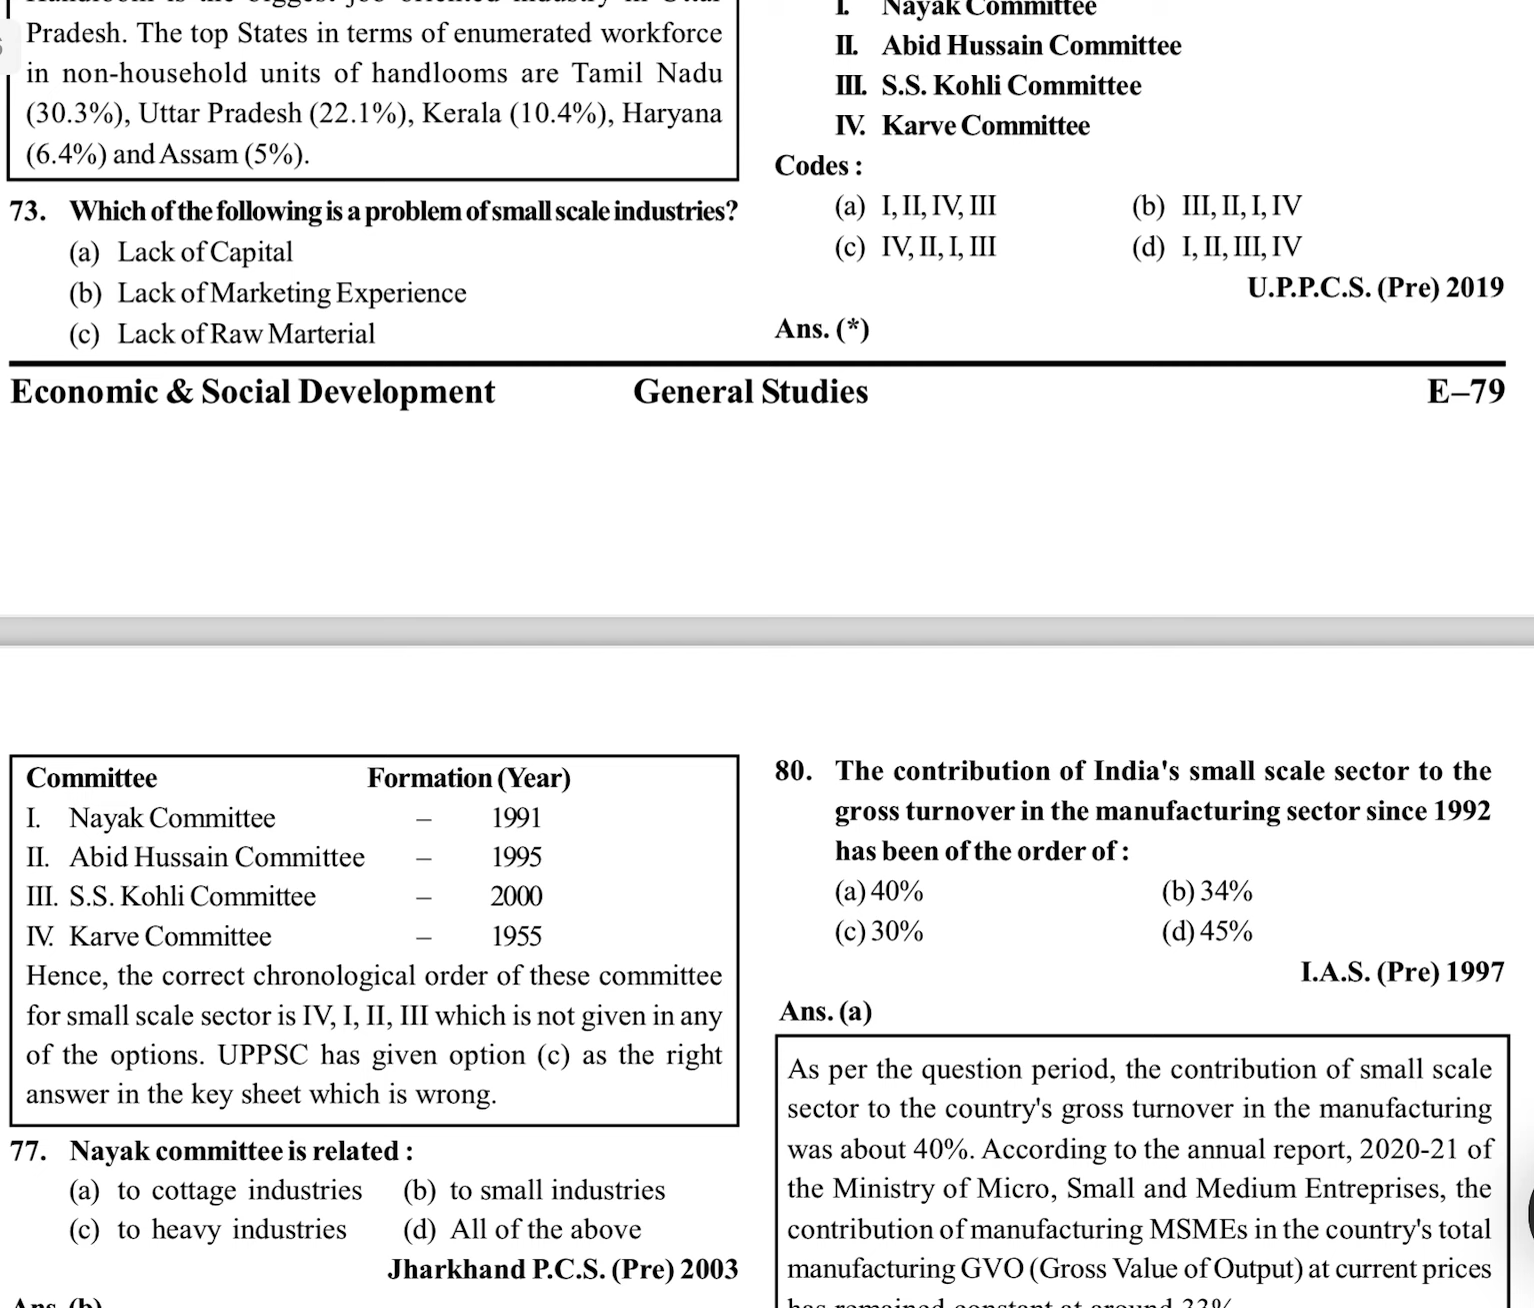 Pradesh. The top States in terms of enumerated workforce
in non-household units of handlooms are Tamil Nadu
(30.3%), Uttar Pradesh (22.1%), Kerala (10.4%), Haryana
(6.4%) and Assam (5%).
73. Which of the following is a problem of small scale industries?
(a) Lack of Capital
(b) Lack of Marketing Experience
(c) Lack of Raw Marterial
I. Nayak Committee
II. Abid Hussain Committee
III. S.S. Kohli Committee
IV. Karve Committee
Codes :
(a) I, II, IV, III (b) III, II, I, IV
(c) IV, II, I, III (d) I, II, III, IV
U.P.P.C.S. (Pre) 2019
Ans. (*)
Economic & Social Development General Studies E–79
Committee Formation (Year)
I. Nayak Committee – 1991
II. Abid Hussain Committee – 1995
III. S.S. Kohli Committee – 2000
IV. Karve Committee – 1955
Hence, the correct chronological order of these committee
for small scale sector is IV, I, II, III which is not given in any
of the options. UPPSC has given option (c) as the right
answer in the key sheet which is wrong.
77. Nayak committee is related :
(a) to cottage industries (b) to small industries
(c) to heavy industries (d) All of the above
Jharkhand P.C.S. (Pre) 2003
Ans. (b)
80. The contribution of India's small scale sector to the
gross turnover in the manufacturing sector since 1992
has been of the order of :
(a) 40% (b) 34%
(c) 30% (d) 45%
I.A.S. (Pre) 1997
Ans. (a)
As per the question period, the contribution of small scale
sector to the country's gross turnover in the manufacturing
was about 40%. According to the annual report, 2020-21 of
the Ministry of Micro, Small and Medium Entreprises, the
contribution of manufacturing MSMEs in the country's total
manufacturing GVO (Gross Value of Output) at current prices